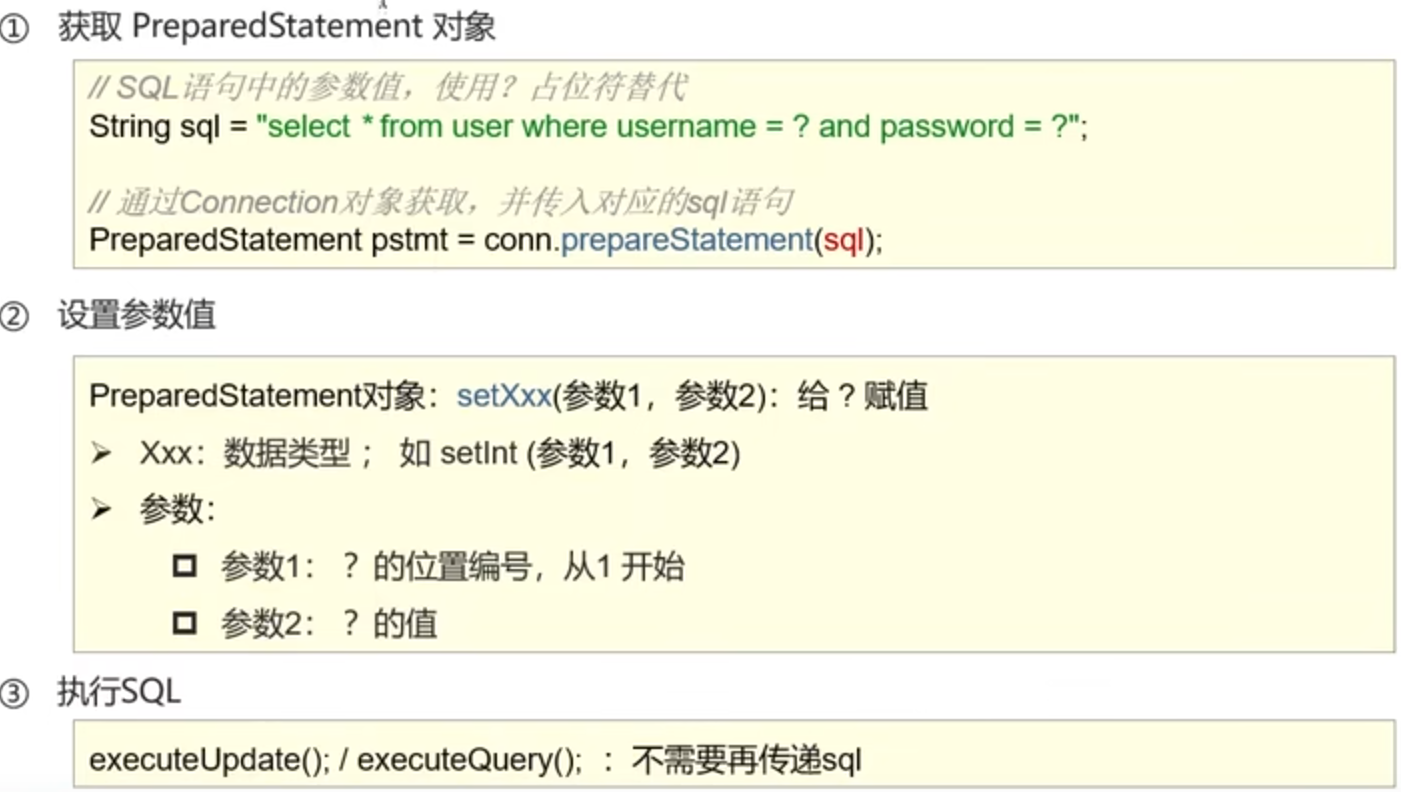 ① 获取 PreparedStatement 对象
// SQL语句中的参数值，使用？占位符替代
String sql = "select * from user where username = ? and password = ?";
// 通过Connection对象获取，并传入对应的sql语句
PreparedStatement pstmt = conn.prepareStatement(sql);
② 设置参数值
PreparedStatement对象：setXxx(参数1，参数2)：给 ? 赋值
➢ Xxx：数据类型 ； 如 setInt (参数1，参数2)
➢ 参数：
□ 参数1： ？的位置编号，从1 开始
□ 参数2： ？的值
③ 执行SQL
executeUpdate(); / executeQuery(); ：不需要再传递sql